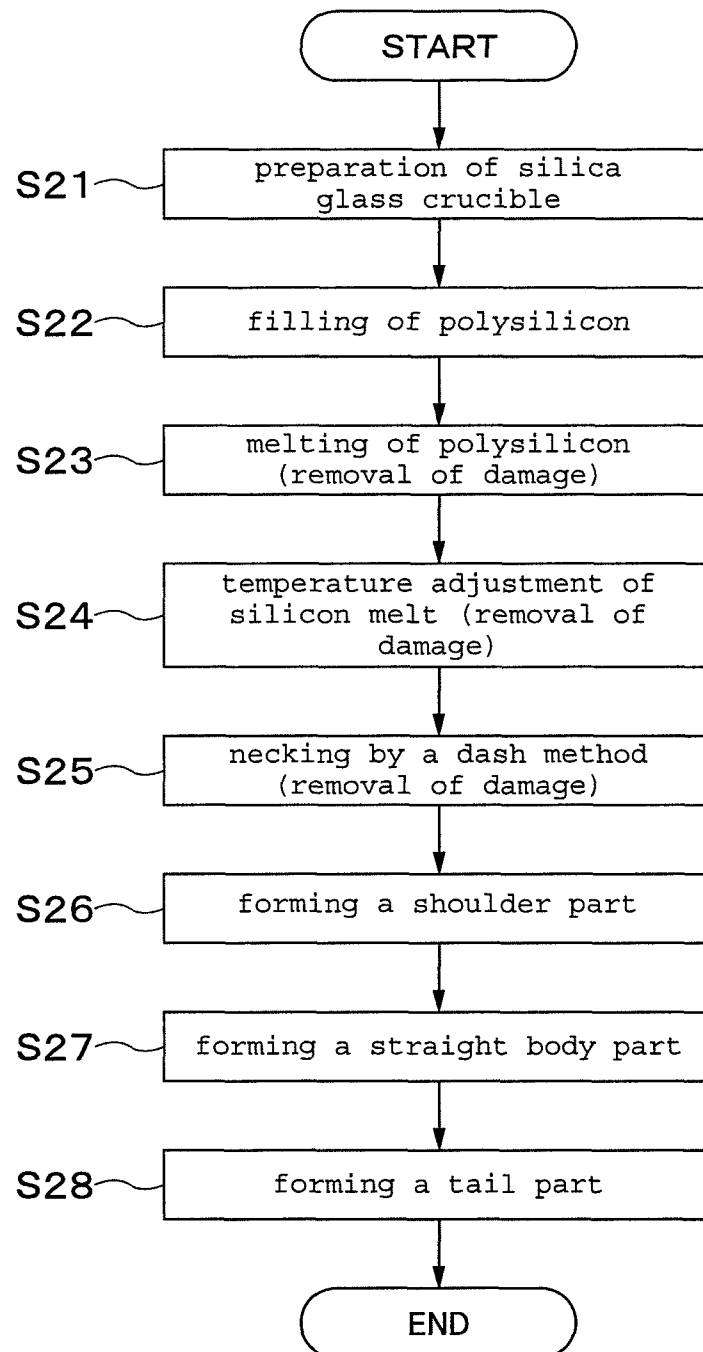 START
S21
preparation of silica
glass crucible
S22
filling of polysilicon
S23
melting of polysilicon
(removal of damage)
S24
temperature adjustment of
silicon melt (removal of
damage)
S25
necking by a dash method
(removal of damage)
S26
forming a shoulder part
S27
forming a straight body part
S28
forming a tail part
END